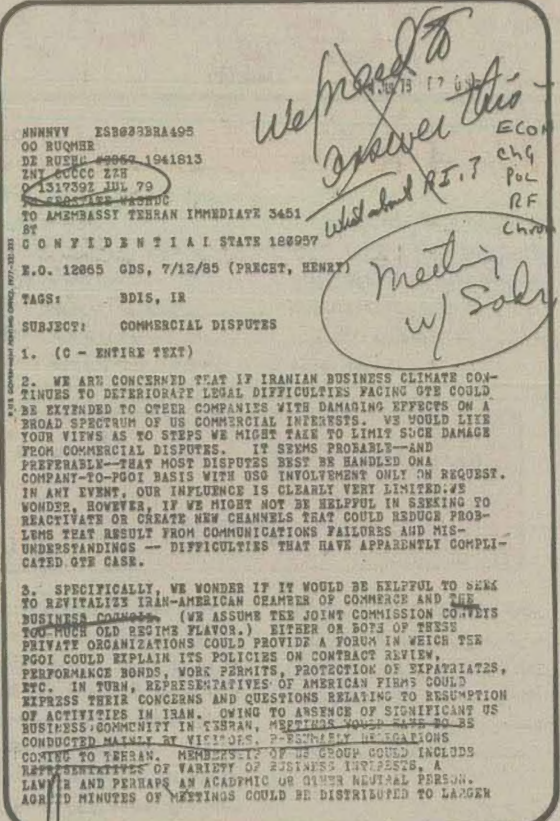 We need to
answer this -
What about RI.?
ECON
chg
Pol
RF
Chron
Meeting
w/
NNNNVV ESB038BRA495
OO RUQMHR
DE RUEHC 1941813
ZNY CCCCC ZZH
O 131739Z JUL 79
TO AMEMBASSY TEHRAN IMMEDIATE 3451
BT
C O N F I D E N T I A L STATE 180957
E.O. 12065 GDS, 7/12/85 (PRECHT, HENRY)
TAGS: BDIS, IR
SUBJECT: COMMERCIAL DISPUTES
1. (C - ENTIRE TEXT)
2. WE ARE CONCERNED THAT IF IRANIAN BUSINESS CLIMATE CON-
TINUES TO DETERIORATE LEGAL DIFFICULTIES FACING GTE COULD
BE EXTENDED TO OTHER COMPANIES WITH DAMAGING EFFECTS ON A
BROAD SPECTRUM OF US COMMERCIAL INTERESTS. WE WOULD LIKE
YOUR VIEWS AS TO STEPS WE MIGHT TAKE TO LIMIT SUCH DAMAGE
FROM COMMERCIAL DISPUTES. IT SEEMS PROBABLE--AND
PREFERABLE--THAT MOST DISPUTES BEST BE HANDLED ONA
COMPANY-TO-PGOI BASIS WITH USG INVOLVEMENT ONLY ON REQUEST.
IN ANY EVENT, OUR INFLUENCE IS CLEARLY VERY LIMITED.WE
WONDER, HOWEVER, IF WE MIGHT NOT BE HELPFUL IN SEEKING TO
REACTIVATE OR CREATE NEW CHANNELS THAT COULD REDUCE PROB-
LEMS THAT RESULT FROM COMMUNICATIONS FAILURES AND MIS-
UNDERSTANDINGS -- DIFFICULTIES THAT HAVE APPARENTLY COMPLI-
CATED GTE CASE.
3. SPECIFICALLY, WE WONDER IF IT WOULD BE HELPFUL TO SEEK
TO REVITALIZE IRAN-AMERICAN CHAMBER OF COMMERCE AND THE
BUSINESS COUNCIL. (WE ASSUME THE JOINT COMMISSION CONVEYS
TOO MUCH OLD REGIME FLAVOR.) EITHER OR BOTH OF THESE
PRIVATE ORGANIZATIONS COULD PROVIDE A FORUM IN WHICH THE
PGOI COULD EXPLAIN ITS POLICIES ON CONTRACT REVIEW,
PERFORMANCE BONDS, WORK PERMITS, PROTECTION OF EXPATRIATES,
ETC. IN TURN, REPRESENTATIVES OF AMERICAN FIRMS COULD
EXPRESS THEIR CONCERNS AND QUESTIONS RELATING TO RESUMPTION
OF ACTIVITIES IN IRAN. OWING TO ABSENCE OF SIGNIFICANT US
BUSINESS COMMUNITY IN TEHRAN, MEETINGS WOULD HAVE TO BE
CONDUCTED MAINLY BY VISITORS, PRIMARILY DELEGATIONS
COMING TO TEHRAN. MEMBERSHIP OF US GROUP COULD INCLUDE
REPRESENTATIVES OF VARIETY OF BUSINESS INTERESTS, A
LAWYER AND PERHAPS AN ACADEMIC OR OTHER NEUTRAL PERSON.
AGREED MINUTES OF MEETINGS COULD BE DISTRIBUTED TO LARGER